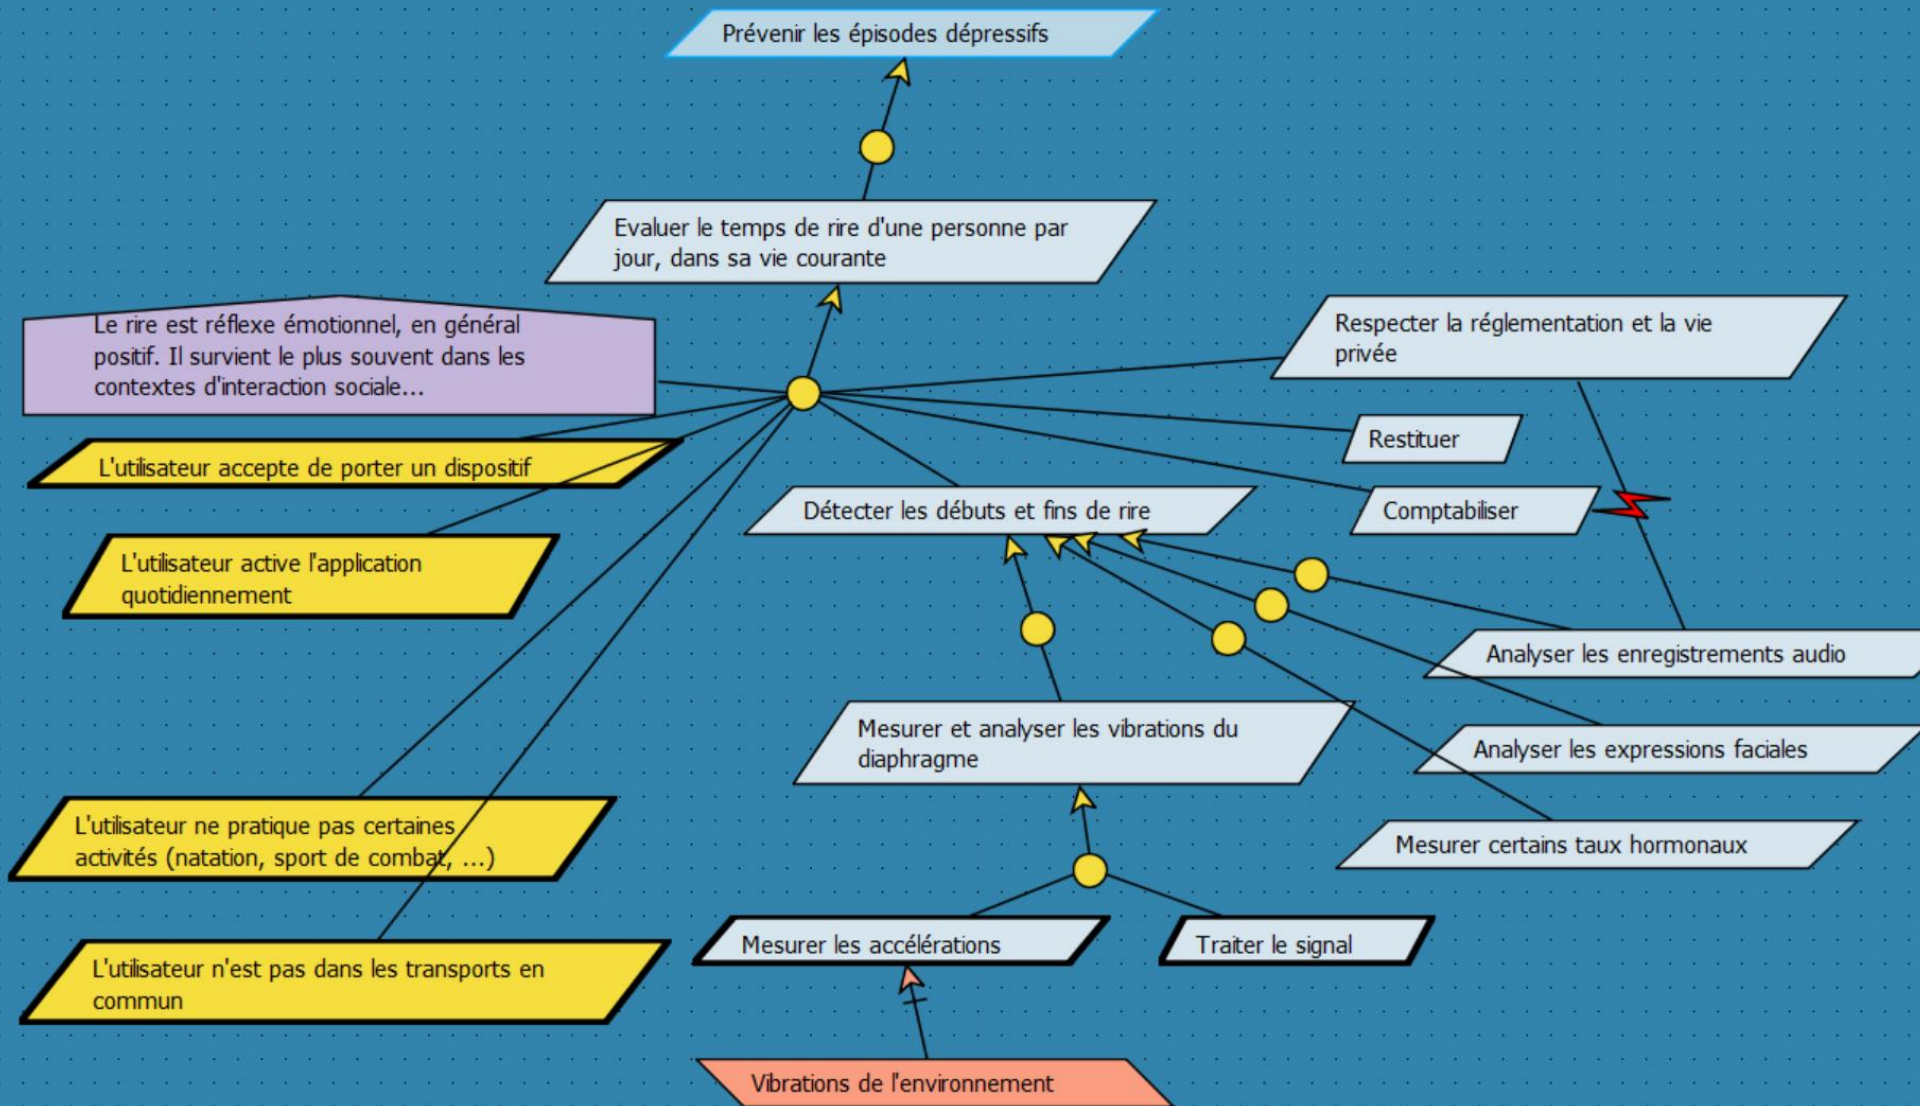 Prévenir les épisodes dépressifs
Evaluer le temps de rire d'une personne par
jour, dans sa vie courante
Le rire est réflexe émotionnel, en général
positif. Il survient le plus souvent dans les
contextes d'interaction sociale...
Respecter la réglementation et la vie
privée
Restituer
L'utilisateur accepte de porter un dispositif
Détecter les débuts et fins de rire
Comptabiliser
L'utilisateur active l'application
quotidiennement
Analyser les enregistrements audio
Mesurer et analyser les vibrations du
diaphragme
Analyser les expressions faciales
L'utilisateur ne pratique pas certaines
activités (natation, sport de combat, ...)
Mesurer certains taux hormonaux
Mesurer les accélérations
Traiter le signal
L'utilisateur n'est pas dans les transports en
commun
Vibrations de l'environnement